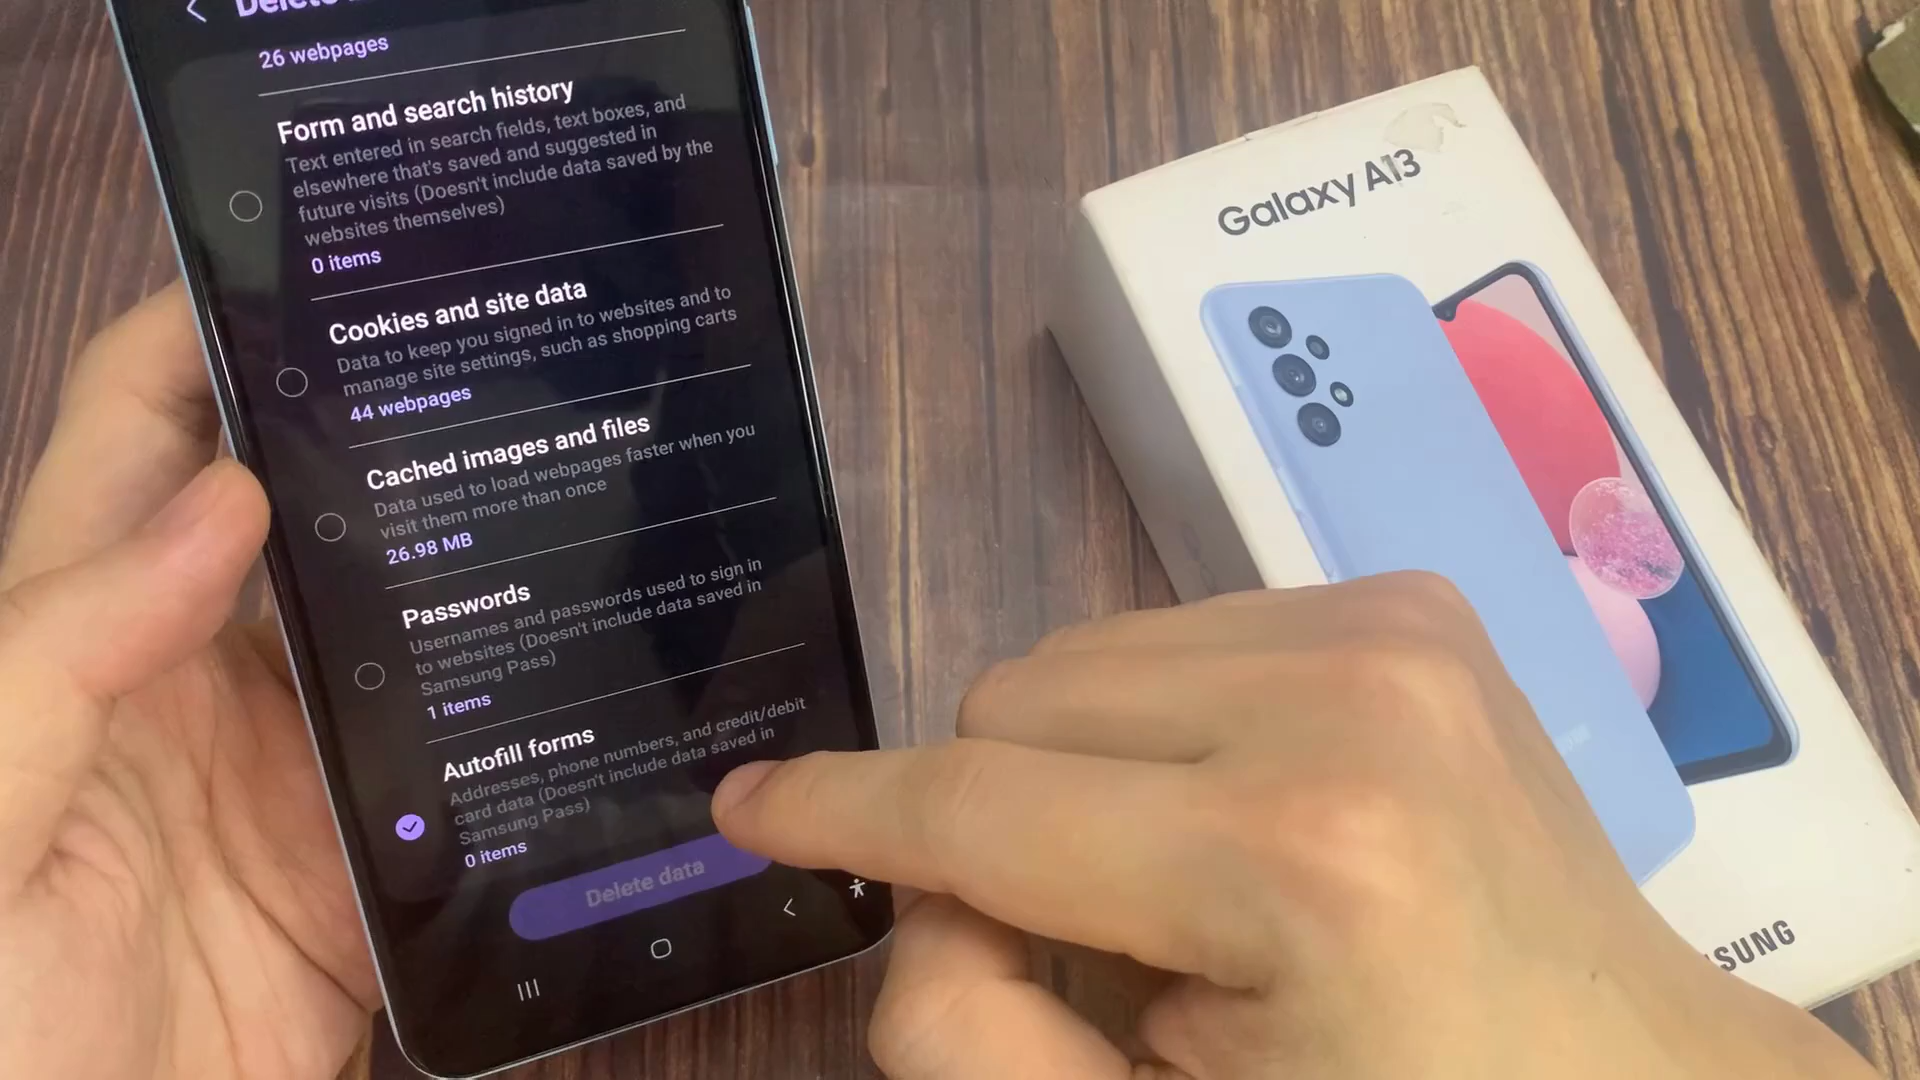 Delete
26 webpages
Form and search history
Text entered in search fields, text boxes, and
elsewhere that's saved and suggested in
future visits (Doesn't include data saved by the
websites themselves)
0 items
Cookies and site data
Data to keep you signed in to websites and to
manage site settings, such as shopping carts
44 webpages
Cached images and files
Data used to load webpages faster when you
visit them more than once
26.98 MB
Passwords
Usernames and passwords used to sign in
to websites (Doesn't include data saved in
Samsung Pass)
1 items
Autofill forms
Addresses, phone numbers, and credit/debit
card data (Doesn't include data saved in
Samsung Pass)
0 items
Delete data
Galaxy A13
SUNG